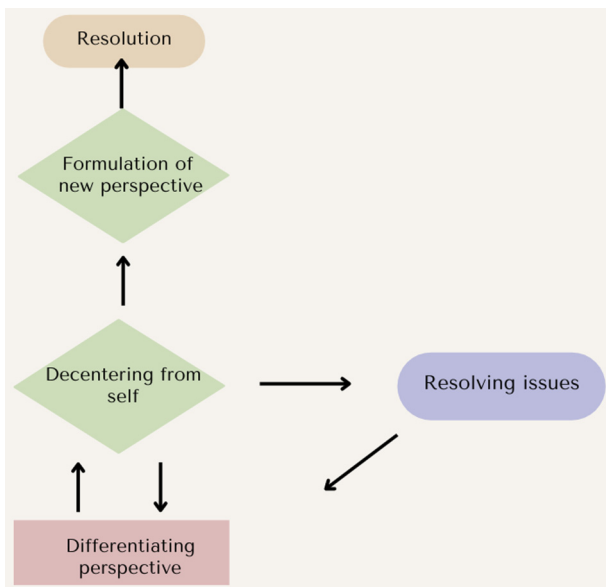 Resolution
Formulation of
new perspective
Decentering from
self
Resolving issues
Differentiating
perspective